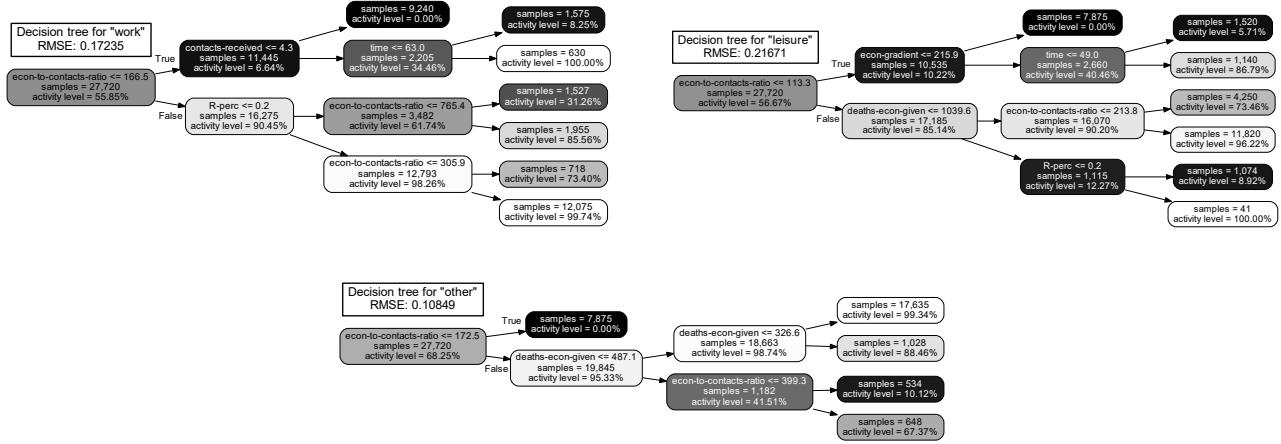 Decision tree for "work"
RMSE: 0.17235
econ-to-contacts-ratio <= 166.5
samples = 27,720
activity level = 55.85%
True
False
contacts-received <= 4.3
samples = 11,445
activity level = 6.64%
samples = 9,240
activity level = 0.00%
time <= 63.0
samples = 2,205
activity level = 34.46%
samples = 1,575
activity level = 8.25%
samples = 630
activity level = 100.00%
R-perc <= 0.2
samples = 16,275
activity level = 90.45%
econ-to-contacts-ratio <= 765.4
samples = 3,482
activity level = 61.74%
samples = 1,527
activity level = 31.26%
samples = 1,955
activity level = 85.56%
econ-to-contacts-ratio <= 305.9
samples = 12,793
activity level = 98.26%
samples = 718
activity level = 73.40%
samples = 12,075
activity level = 99.74%
Decision tree for "leisure"
RMSE: 0.21671
econ-to-contacts-ratio <= 113.3
samples = 27,720
activity level = 56.67%
True
False
econ-gradient <= 215.9
samples = 10,535
activity level = 10.22%
samples = 7,875
activity level = 0.00%
time <= 49.0
samples = 2,660
activity level = 40.46%
samples = 1,520
activity level = 5.71%
samples = 1,140
activity level = 86.79%
deaths-econ-given <= 1039.6
samples = 17,185
activity level = 85.14%
econ-to-contacts-ratio <= 213.8
samples = 16,070
activity level = 90.20%
samples = 4,250
activity level = 73.46%
samples = 11,820
activity level = 96.22%
R-perc <= 0.2
samples = 1,115
activity level = 12.27%
samples = 1,074
activity level = 8.92%
samples = 41
activity level = 100.00%
Decision tree for "other"
RMSE: 0.10849
econ-to-contacts-ratio <= 172.5
samples = 27,720
activity level = 68.25%
True
False
samples = 7,875
activity level = 0.00%
deaths-econ-given <= 487.1
samples = 19,845
activity level = 95.33%
deaths-econ-given <= 326.6
samples = 18,663
activity level = 98.74%
samples = 17,635
activity level = 99.34%
samples = 1,028
activity level = 88.46%
econ-to-contacts-ratio <= 399.3
samples = 1,182
activity level = 41.51%
samples = 534
activity level = 10.12%
samples = 648
activity level = 67.37%